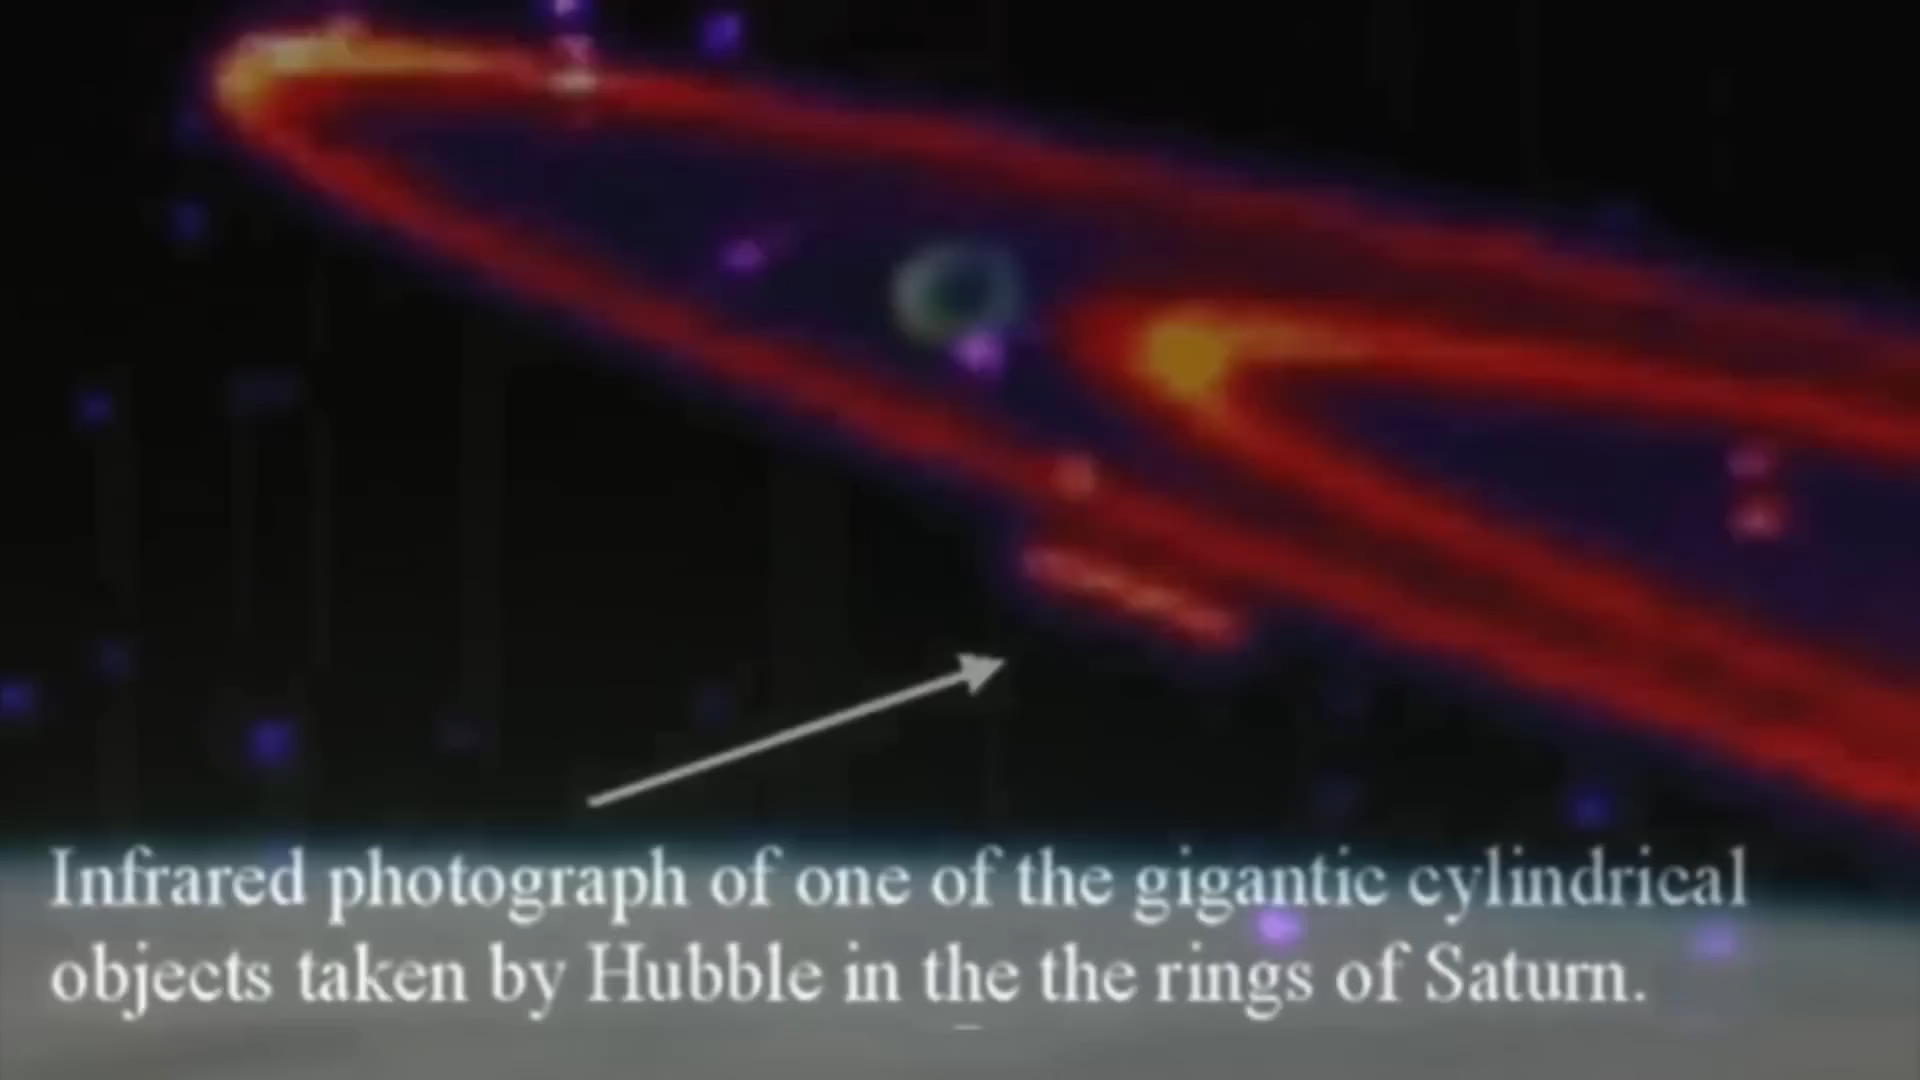 Infrared photograph of one of the gigantic cylindrical
objects taken by Hubble in the the rings of Saturn.